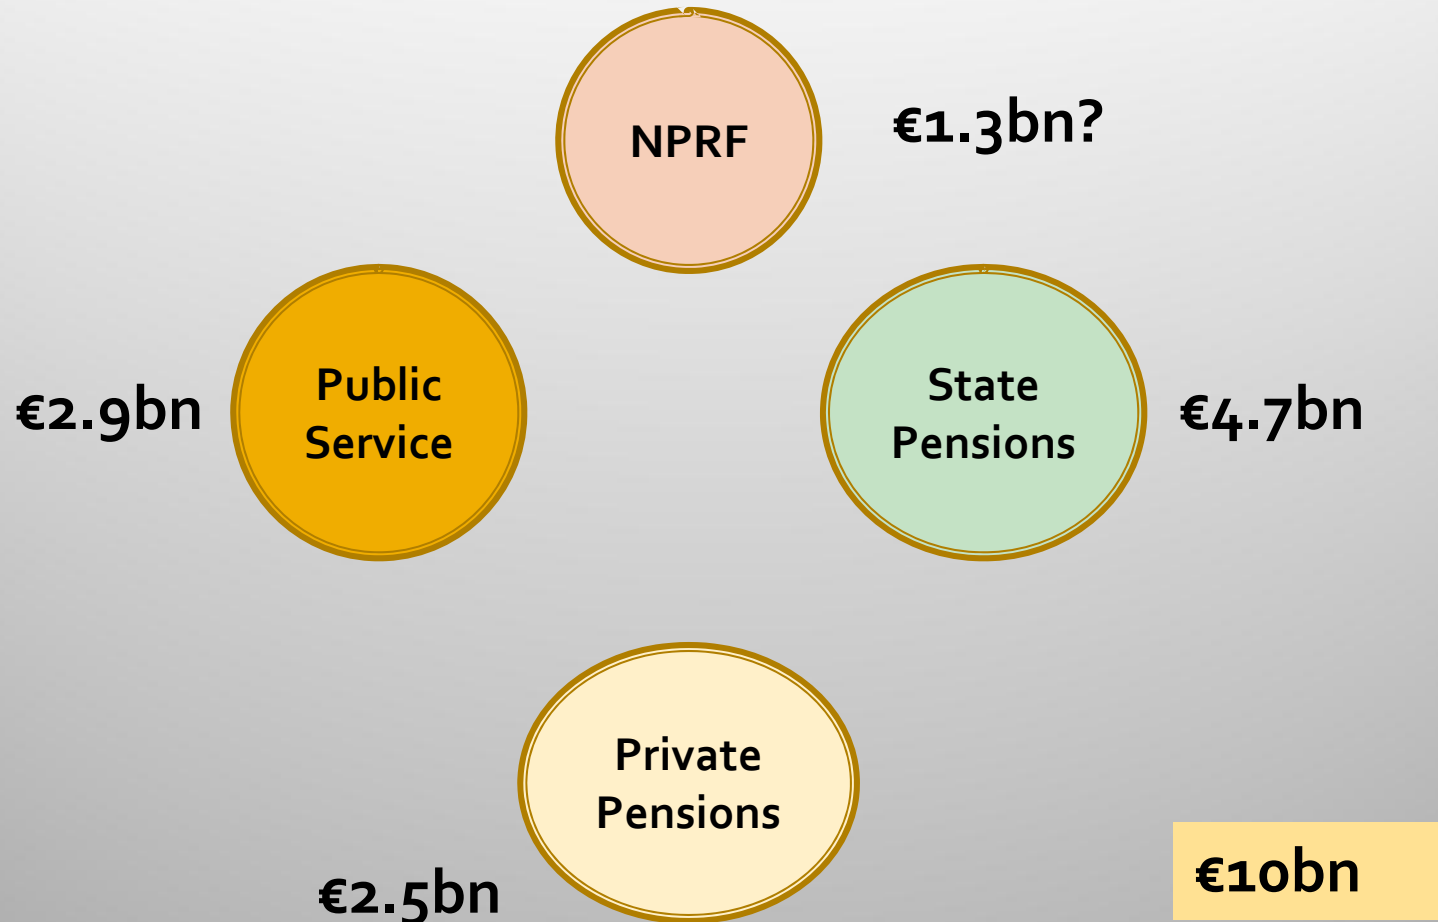 NPRF
€1.3bn?
Public
Service
€2.9bn
State
Pensions
€4.7bn
Private
Pensions
€2.5bn
€10bn